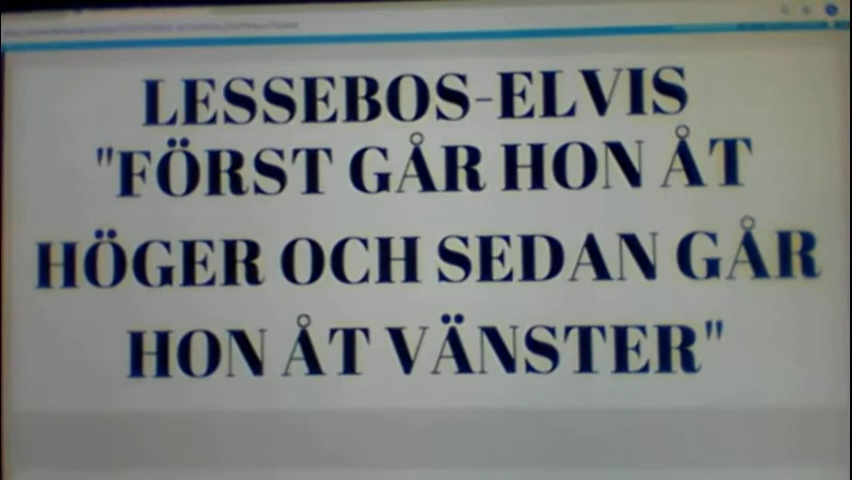 LESSEBOS-ELVIS
"FÖRST GÅR HON ÅT
HÖGER OCH SEDAN GÅR
HON ÅT VÄNSTER"